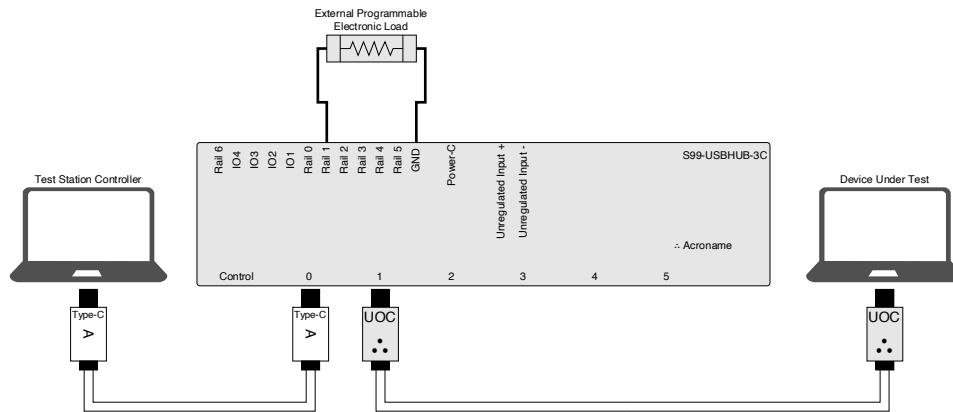 External Programmable
Electronic Load
Rail 6
IO4
IO3
IO2
IO1
Rail 0
Rail 1
Rail 2
Rail 3
Rail 4
Rail 5
GND
Power-C
Unregulated Input +
Unregulated Input -
S99-USBHUB-3C
Test Station Controller
Device Under Test
∴ Acroname
Control 0 1 2 3 4 5
Type-C
A
Type-C
A
UOC
UOC